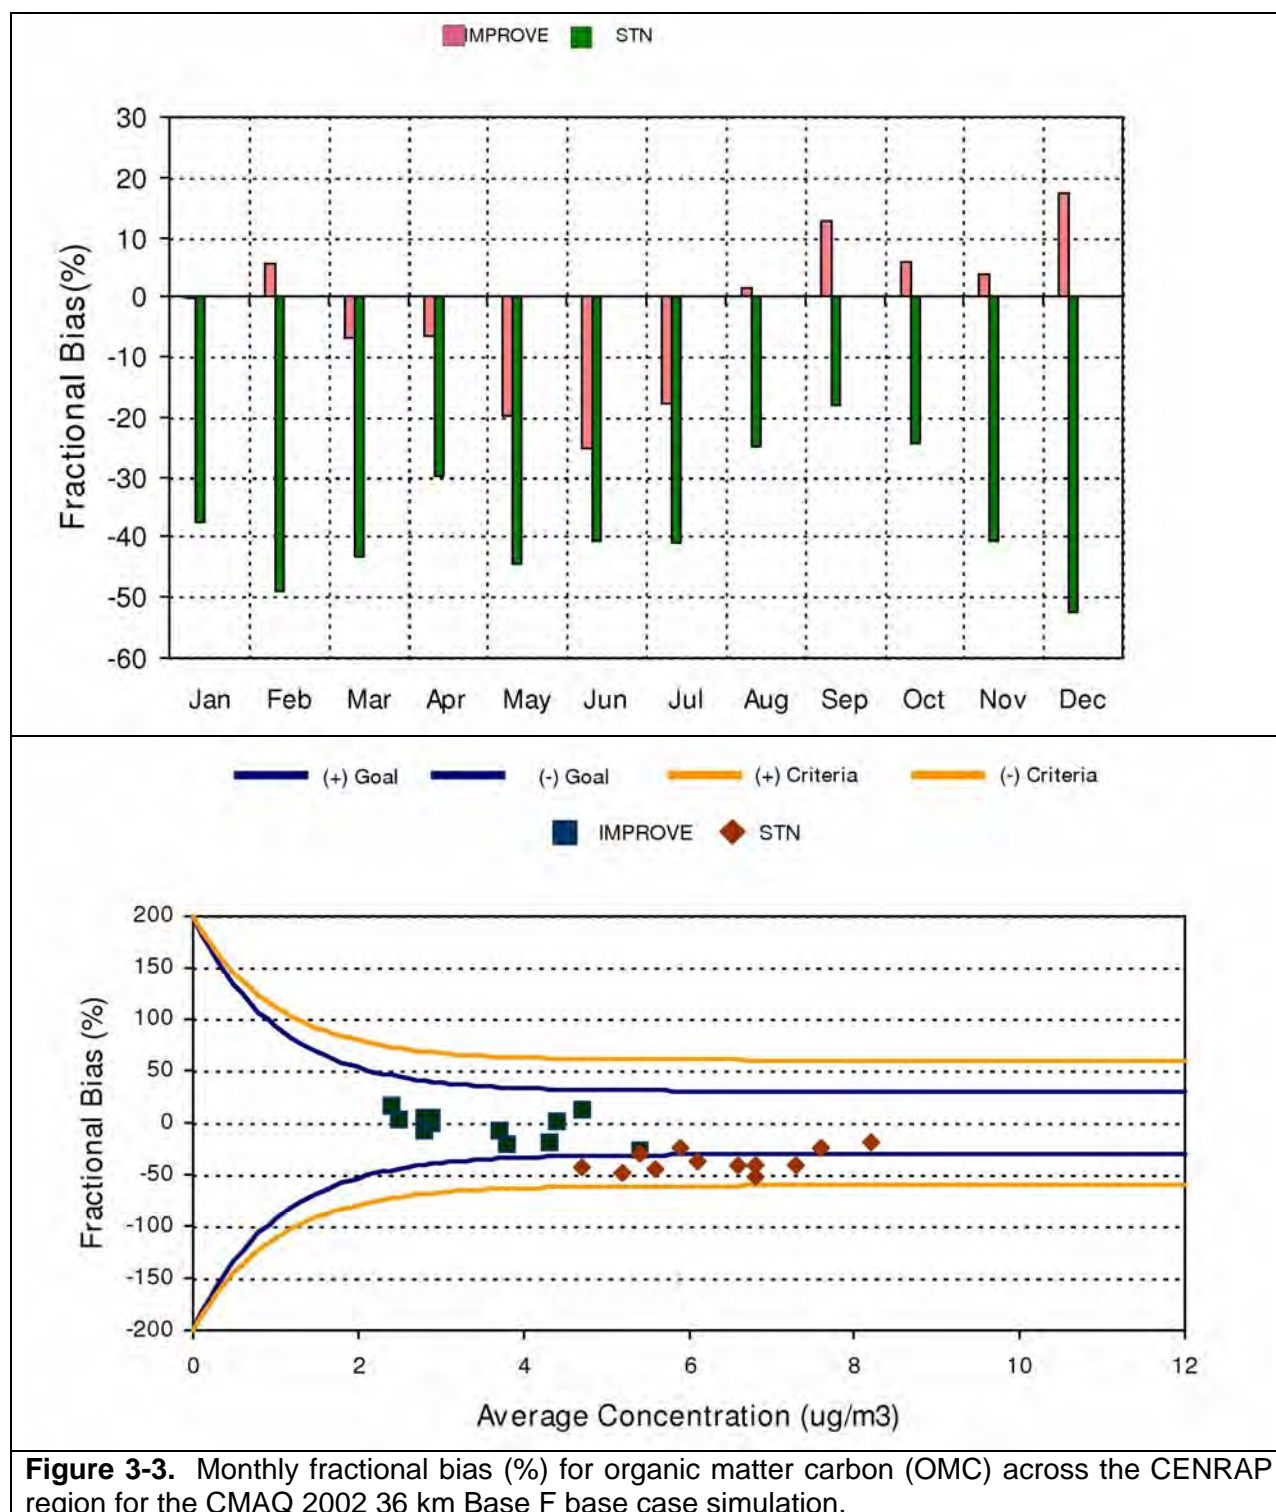 IMPROVE STN
30
20
10
0
-10
-20
-30
-40
-50
-60
Fractional Bias(%)
Jan Feb Mar Apr May Jun Jul Aug Sep Oct Nov Dec
(+) Goal (-) Goal (+) Criteria (-) Criteria
IMPROVE STN
200
150
100
50
0
-50
-100
-150
-200
Fractional Bias (%)
0 2 4 6 8 10 12
Average Concentration (ug/m3)
Figure 3-3. Monthly fractional bias (%) for organic matter carbon (OMC) across the CENRAP
region for the CMAQ 2002 36 km Base F base case simulation.